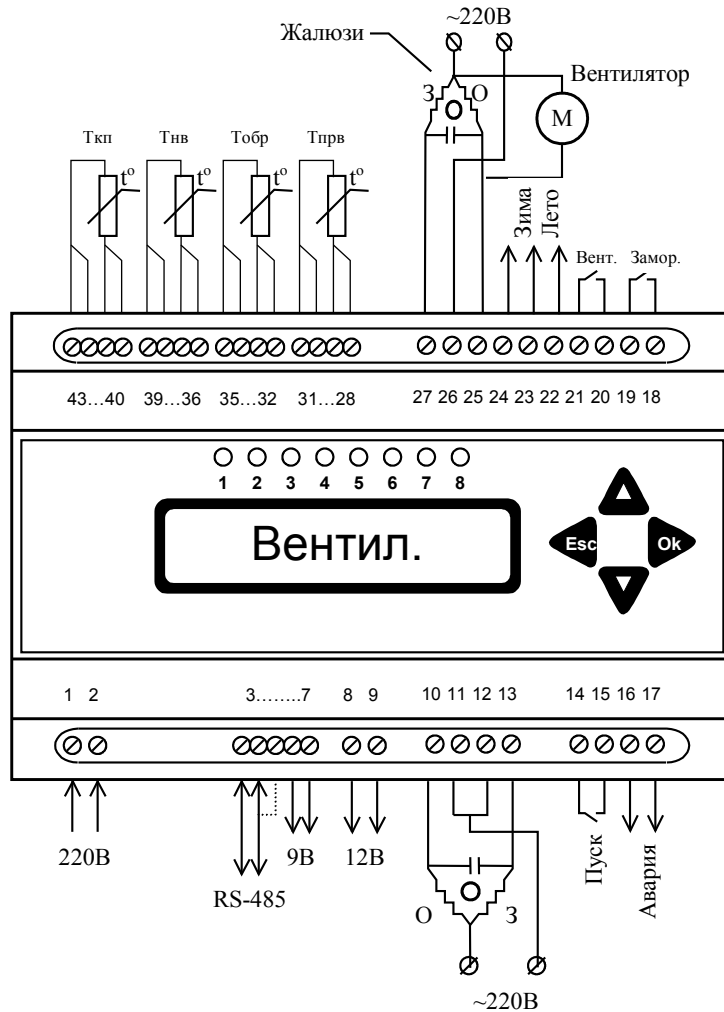 ~220В
Жалюзи
Вентилятор
З О
М
Ткп Тнв Тобр Тпрв
t° t° t° t°
Зима
Лето
Вент. Замор.
43...40 39...36 35...32 31...28 27 26 25 24 23 22 21 20 19 18
1 2 3 4 5 6 7 8
Вентил.
Esc Ok
1 2 3........7 8 9 10 11 12 13 14 15 16 17
220В
RS-485
9В
12В
О З
~220В
Пуск
Авария